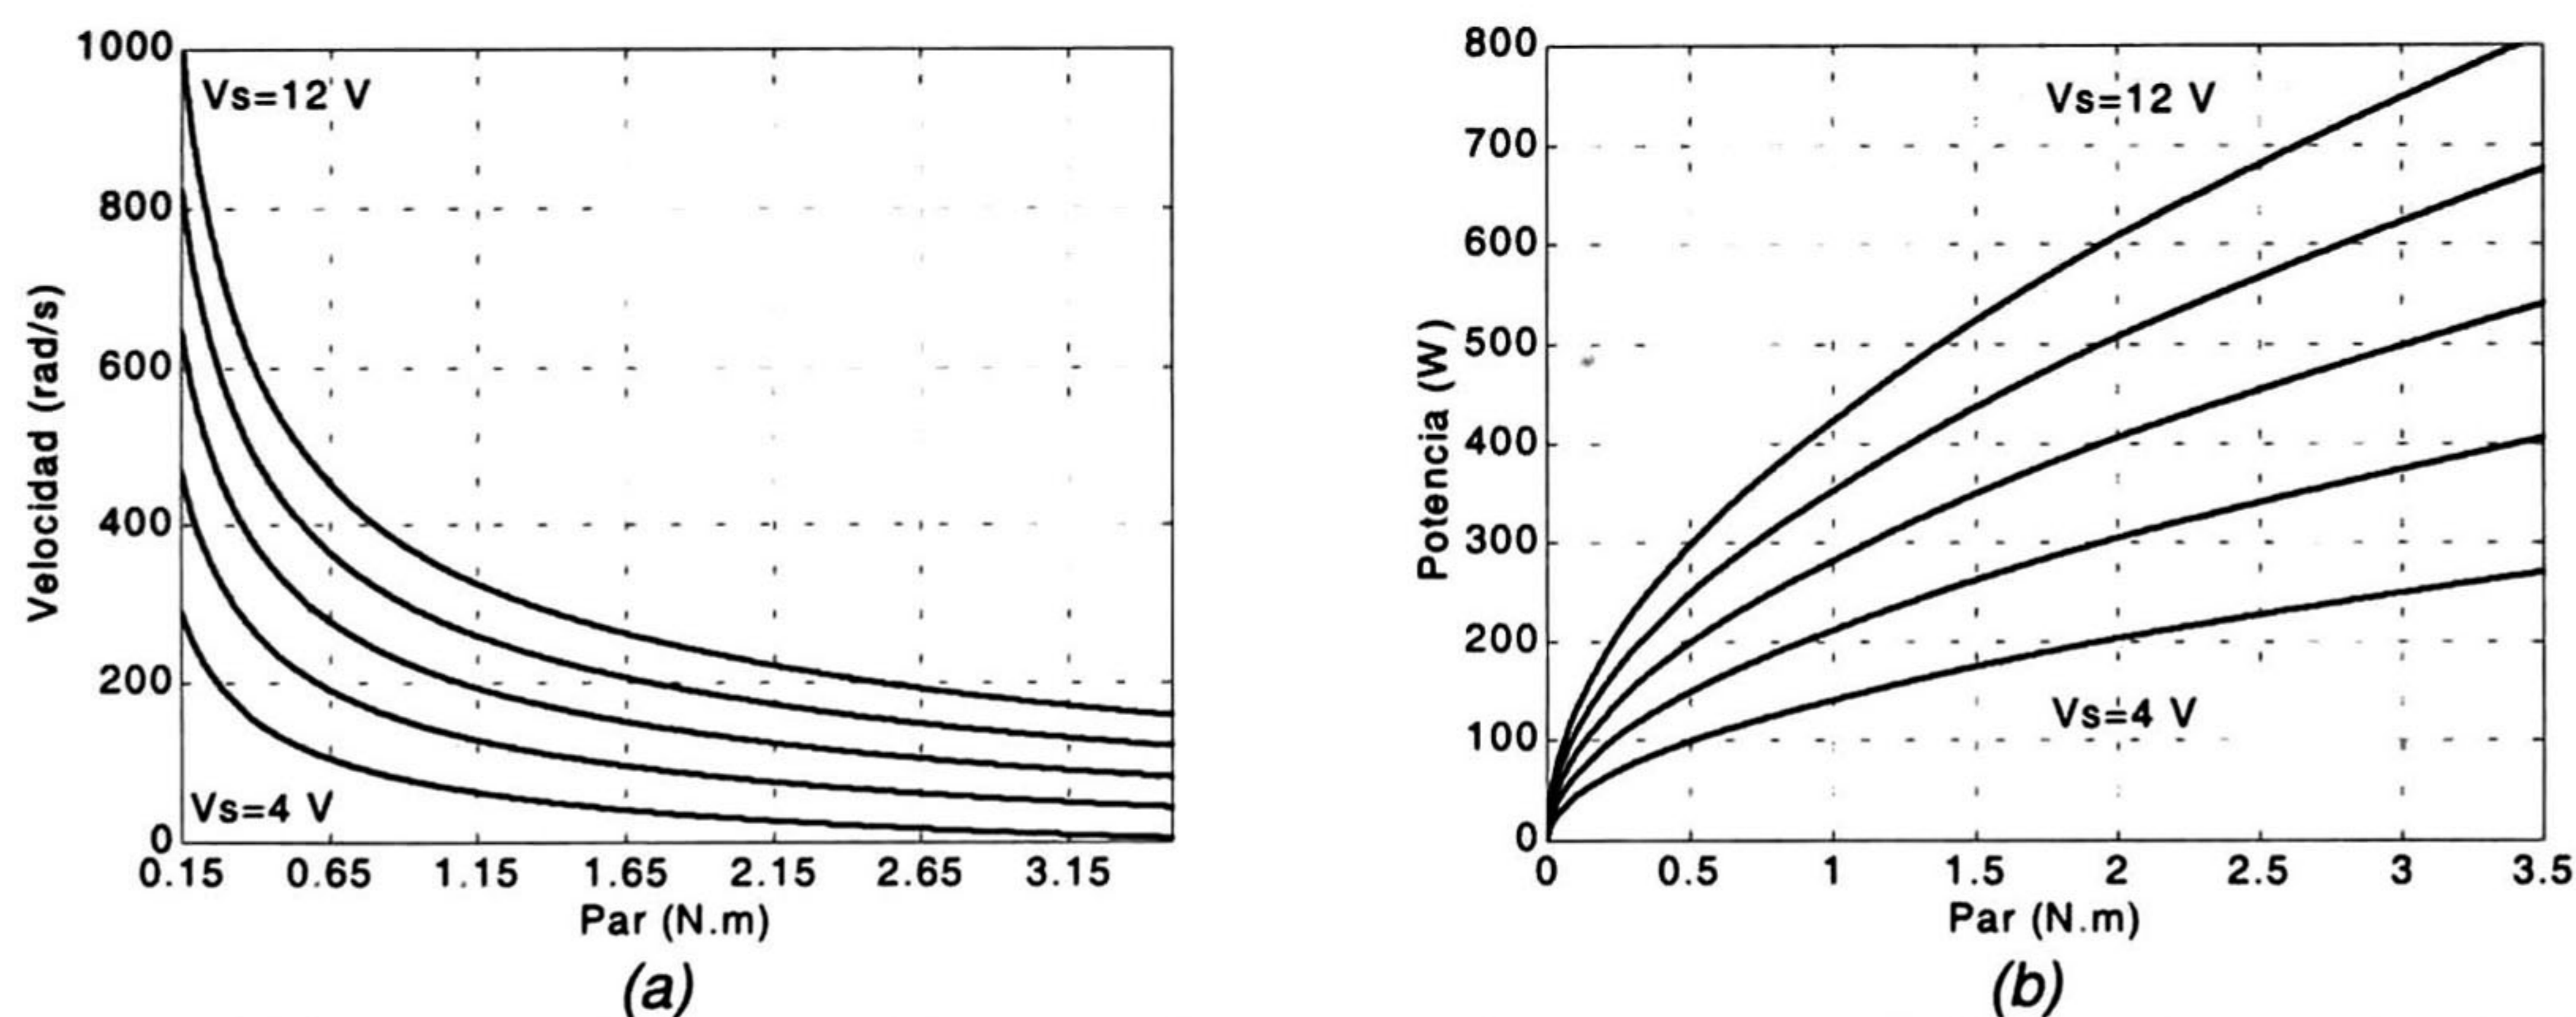 1000
Vs=12 V
800
600
400
200
Vs=4 V
0
0.15 0.65 1.15 1.65 2.15 2.65 3.15
Velocidad (rad/s)
Par (N.m)
(a)
800
Vs=12 V
700
600
500
400
300
200
Vs=4 V
100
0
0 0.5 1 1.5 2 2.5 3 3.5
Potencia (W)
Par (N.m)
(b)